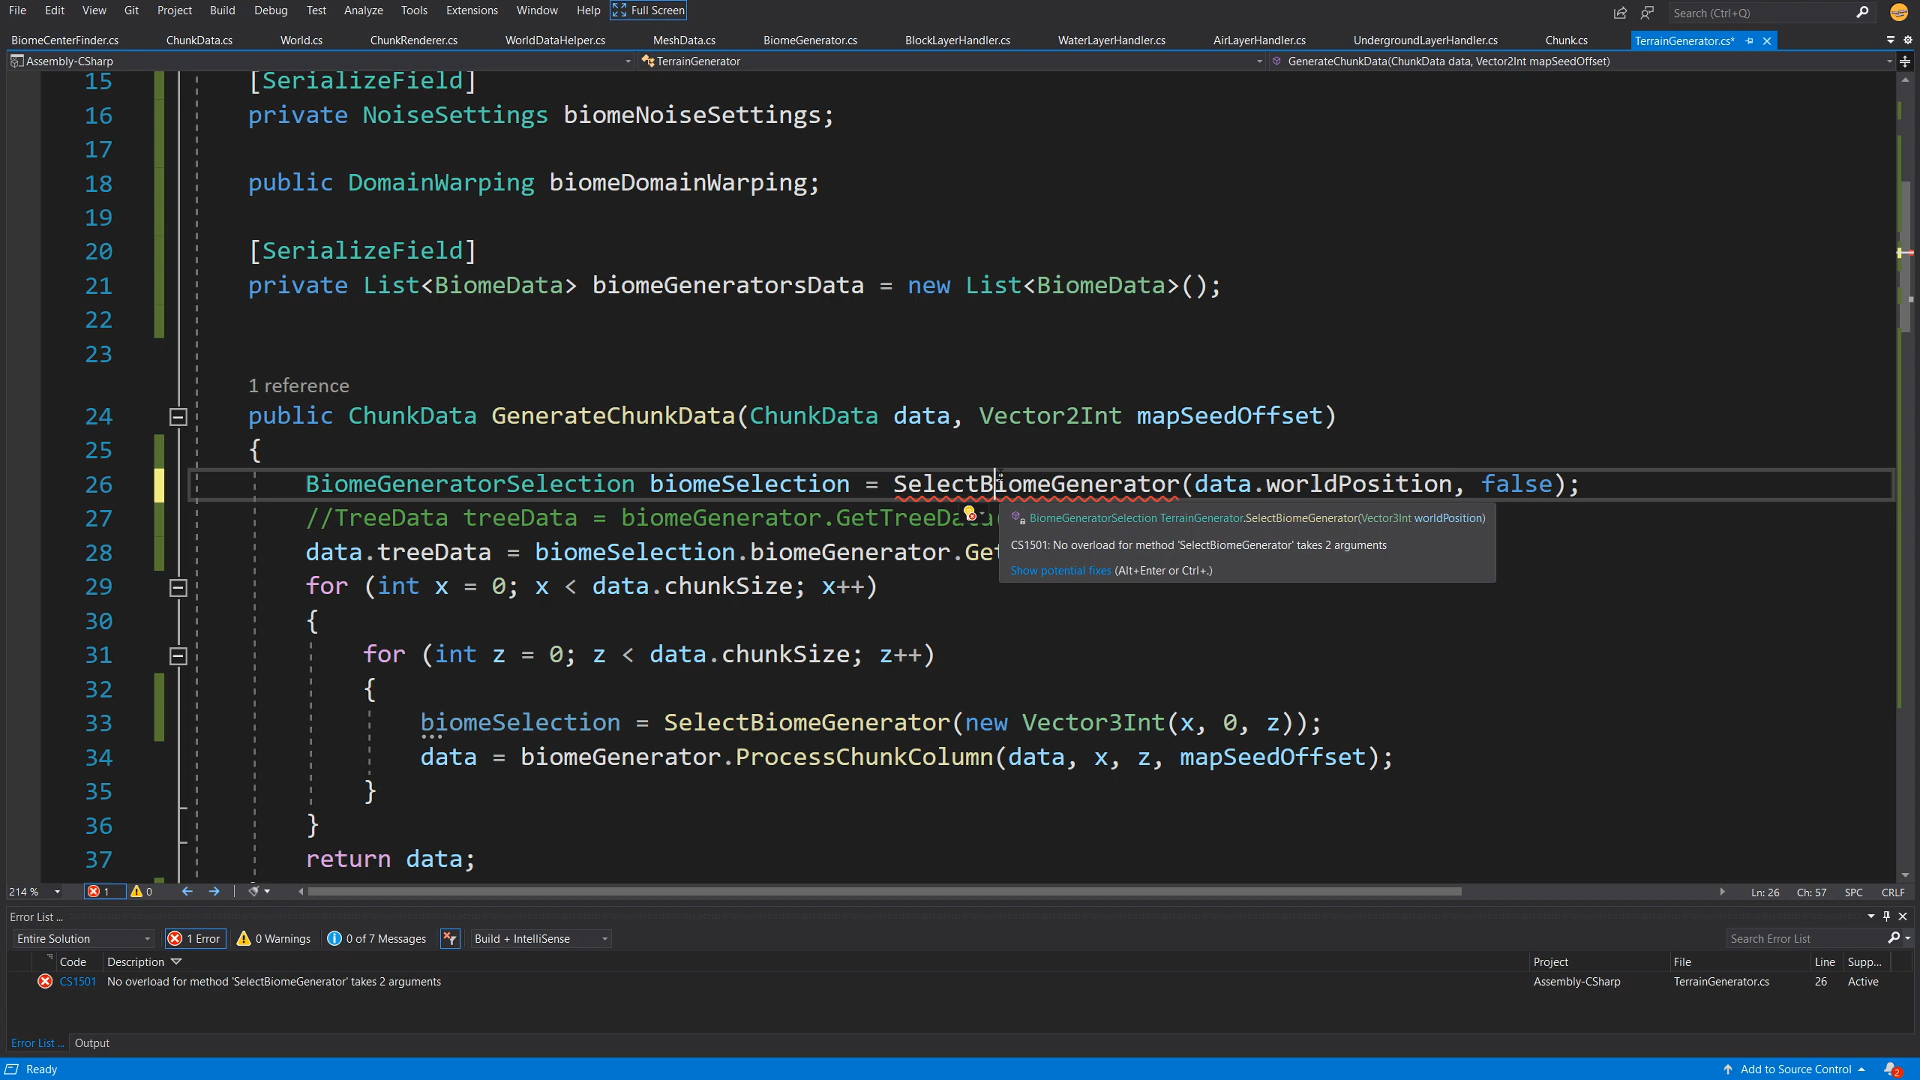 File Edit View Git Project Build Debug Test Analyze Tools Extensions Window Help Full Screen Search (Ctrl+Q)
BiomeCenterFinder.cs ChunkData.cs World.cs ChunkRenderer.cs WorldDataHelper.cs MeshData.cs BiomeGenerator.cs BlockLayerHandler.cs WaterLayerHandler.cs AirLayerHandler.cs UndergroundLayerHandler.cs Chunk.cs TerrainGenerator.cs*
Assembly-CSharp TerrainGenerator GenerateChunkData(ChunkData data, Vector2Int mapSeedOffset)
15 [SerializeField]
16 private NoiseSettings biomeNoiseSettings;
17
18 public DomainWarping biomeDomainWarping;
19
20 [SerializeField]
21 private List<BiomeData> biomeGeneratorsData = new List<BiomeData>();
22
23
1 reference
24 public ChunkData GenerateChunkData(ChunkData data, Vector2Int mapSeedOffset)
25 {
26 BiomeGeneratorSelection biomeSelection = SelectBiomeGenerator(data.worldPosition, false);
27 //TreeData treeData = biomeGenerator.GetTreeData(
BiomeGeneratorSelection TerrainGenerator.SelectBiomeGenerator(Vector3Int worldPosition)
CS1501: No overload for method 'SelectBiomeGenerator' takes 2 arguments
Show potential fixes (Alt+Enter or Ctrl+.)
28 data.treeData = biomeSelection.biomeGenerator.Get
29 for (int x = 0; x < data.chunkSize; x++)
30 {
31 for (int z = 0; z < data.chunkSize; z++)
32 {
33 biomeSelection = SelectBiomeGenerator(new Vector3Int(x, 0, z));
34 data = biomeGenerator.ProcessChunkColumn(data, x, z, mapSeedOffset);
35 }
36 }
37 return data;
214 % 1 0 Ln: 26 Ch: 57 SPC CRLF
Error List ...
Entire Solution 1 Error 0 Warnings 0 of 7 Messages Build + IntelliSense Search Error List
Code Description Project File Line Supp...
CS1501 No overload for method 'SelectBiomeGenerator' takes 2 arguments Assembly-CSharp TerrainGenerator.cs 26 Active
Error List ... Output
Ready Add to Source Control 2